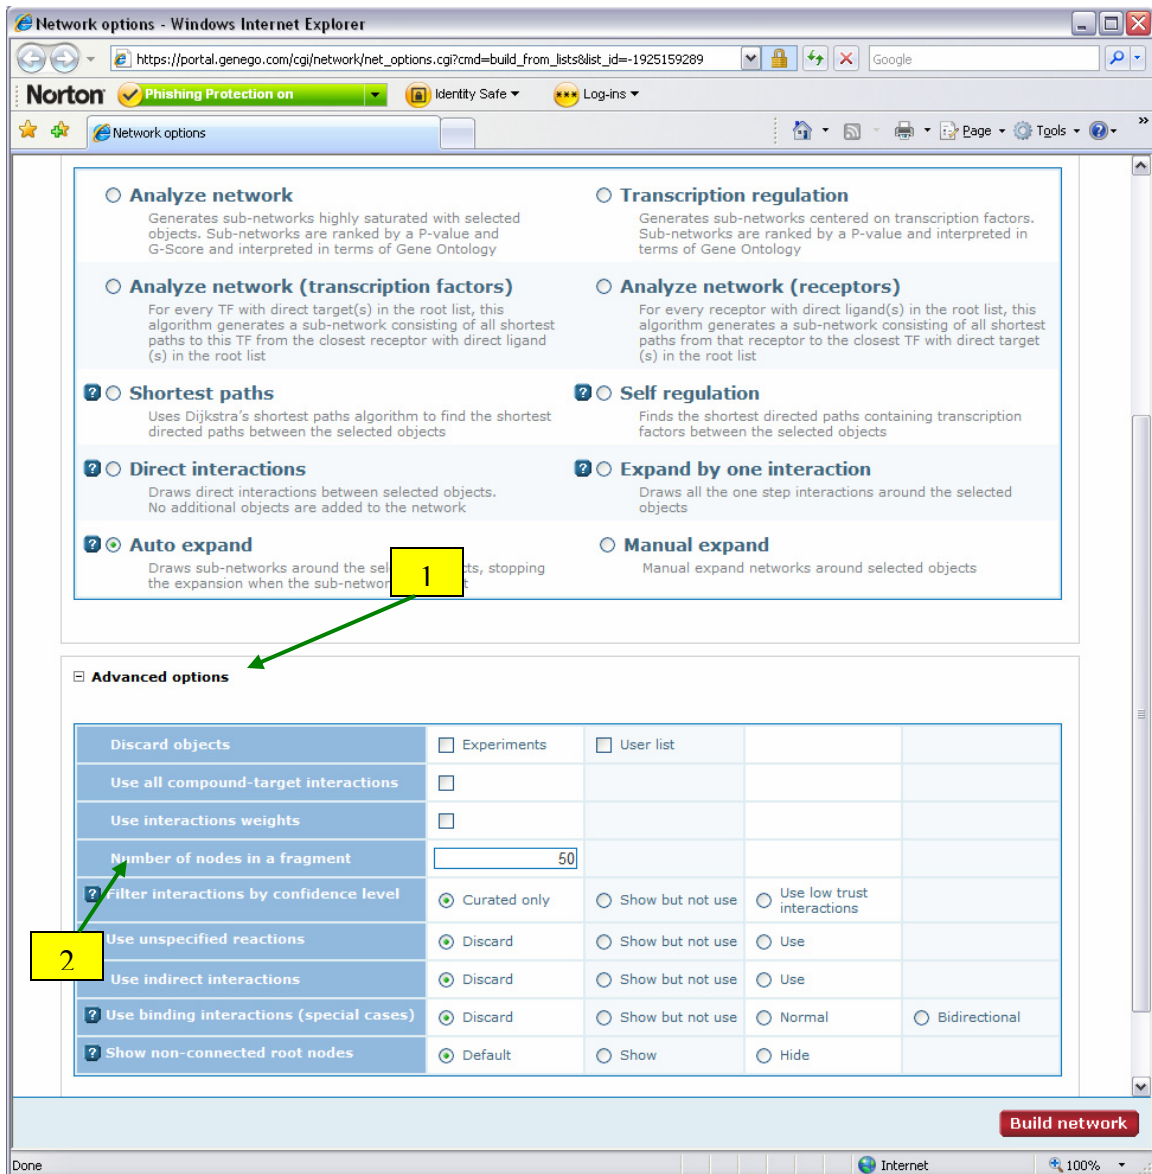 Network options - Windows Internet Explorer
https://portal.genego.com/cgi/network/net_options.cgi?cmd=build_from_lists&list_id=-1925159289
Google
Norton Phishing Protection on Identity Safe Log-ins
Network options Page Tools
Analyze network
Generates sub-networks highly saturated with selected
objects. Sub-networks are ranked by a P-value and
G-Score and interpreted in terms of Gene Ontology
Transcription regulation
Generates sub-networks centered on transcription factors.
Sub-networks are ranked by a P-value and interpreted in
terms of Gene Ontology
Analyze network (transcription factors)
For every TF with direct target(s) in the root list, this
algorithm generates a sub-network consisting of all shortest
paths to this TF from the closest receptor with direct ligand
(s) in the root list
Analyze network (receptors)
For every receptor with direct ligand(s) in the root list, this
algorithm generates a sub-network consisting of all shortest
paths from that receptor to the closest TF with direct target
(s) in the root list
? Shortest paths
Uses Dijkstra's shortest paths algorithm to find the shortest
directed paths between the selected objects
? Self regulation
Finds the shortest directed paths containing transcription
factors between the selected objects
? Direct interactions
Draws direct interactions between selected objects.
No additional objects are added to the network
? Expand by one interaction
Draws all the one step interactions around the selected
objects
? Auto expand
Draws sub-networks around the sel cts, stopping
the expansion when the sub-network
Manual expand
Manual expand networks around selected objects
1
Advanced options
Discard objects Experiments User list
Use all compound-target interactions
Use interactions weights
Number of nodes in a fragment 50
? Filter interactions by confidence level Curated only Show but not use Use low trust
interactions
Use unspecified reactions Discard Show but not use Use
2
Use indirect interactions Discard Show but not use Use
? Use binding interactions (special cases) Discard Show but not use Normal Bidirectional
? Show non-connected root nodes Default Show Hide
Build network
Done Internet 100%